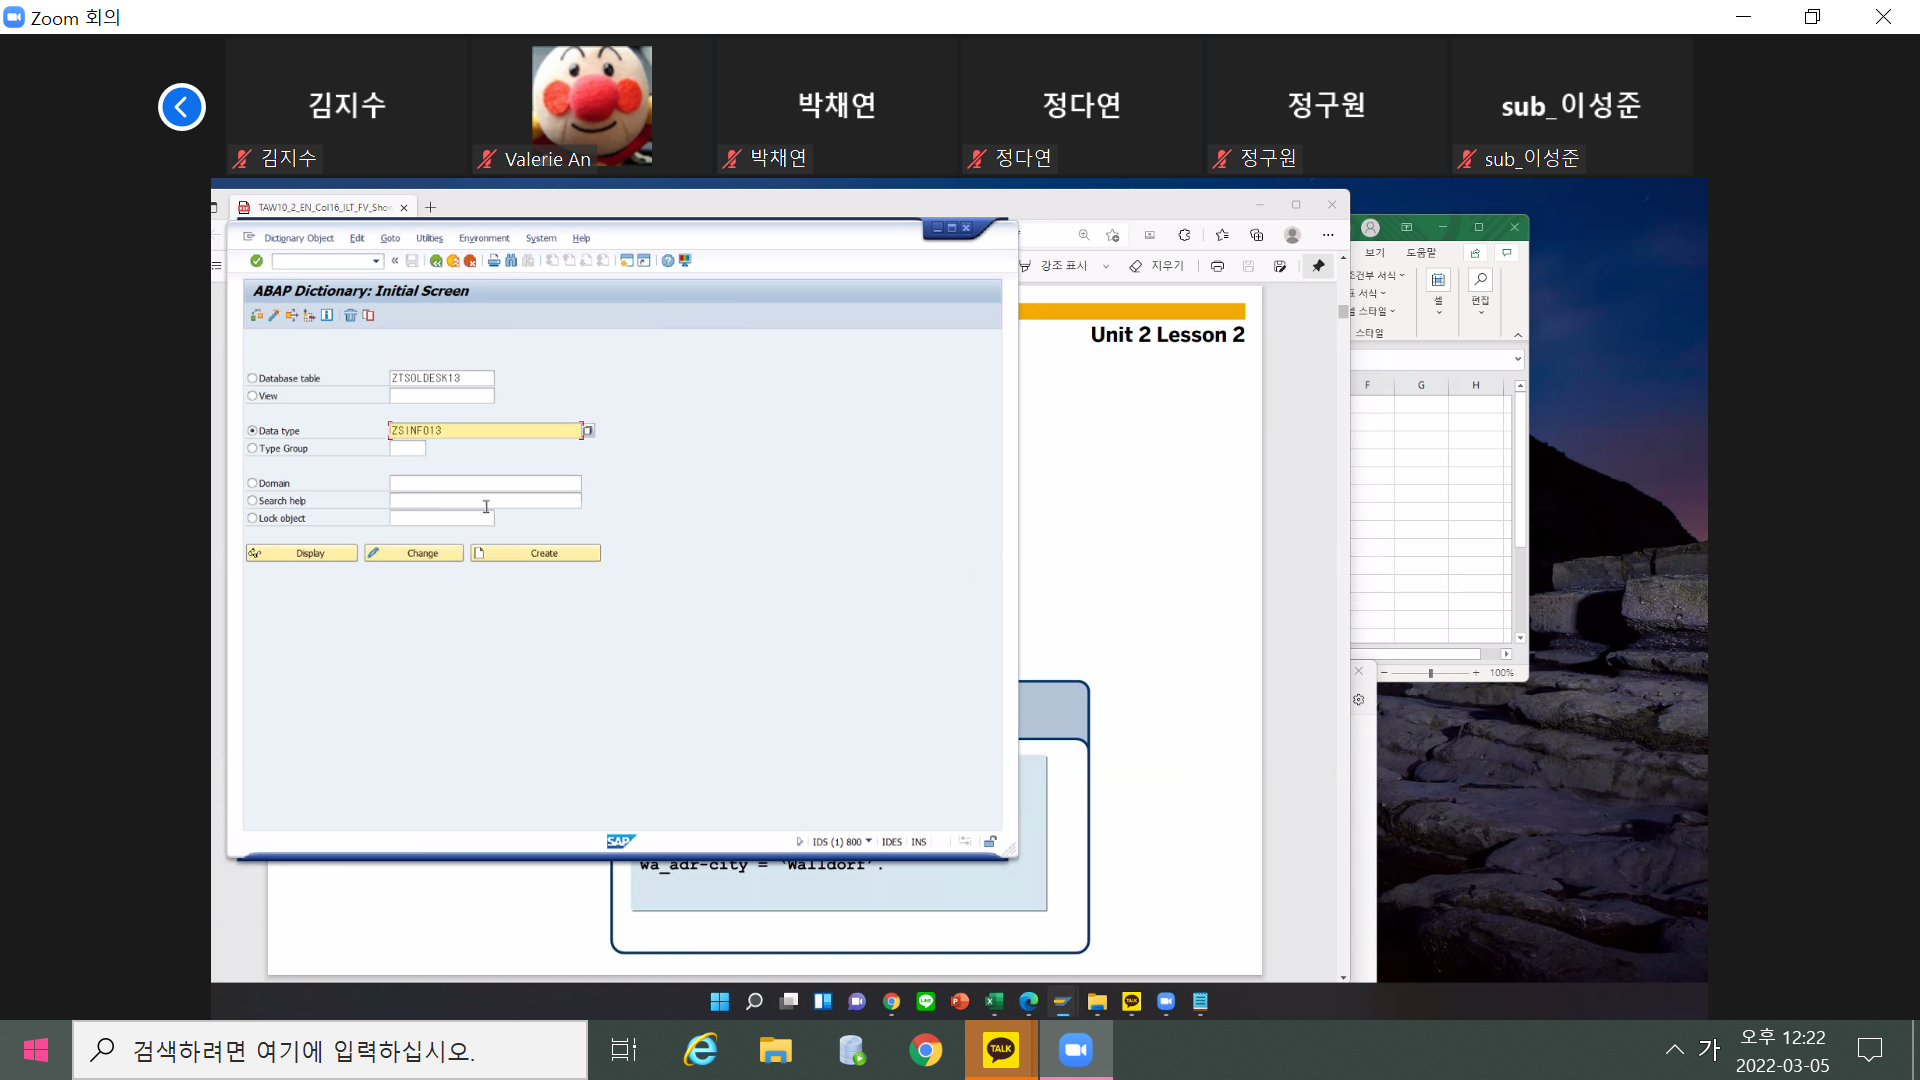 Zoom 회의
김지수
박채연
정다연
정구원
sub_이성준
김지수
Valerie An
박채연
정다연
정구원
sub_이성준
TAW10_2_EN_Col16_ILT_FV_Show
Dictionary Object Edit Goto Utilities Environment System Help
강조 표시
지우기
보기 도움말
조건부 서식
표 서식
셀 스타일
스타일
셀
편집
ABAP Dictionary: Initial Screen
Unit 2 Lesson 2
Database table ZTSOLDESK13
View
Data type ZSINFO13
Type Group
Domain
Search help
Lock object
Display Change Create
F G H
100%
SAP
IDS (1) 800 IDES INS
wa_adr-city = 'Walldorf'.
TALK
검색하려면 여기에 입력하십시오.
TALK
가
오후 12:22
2022-03-05